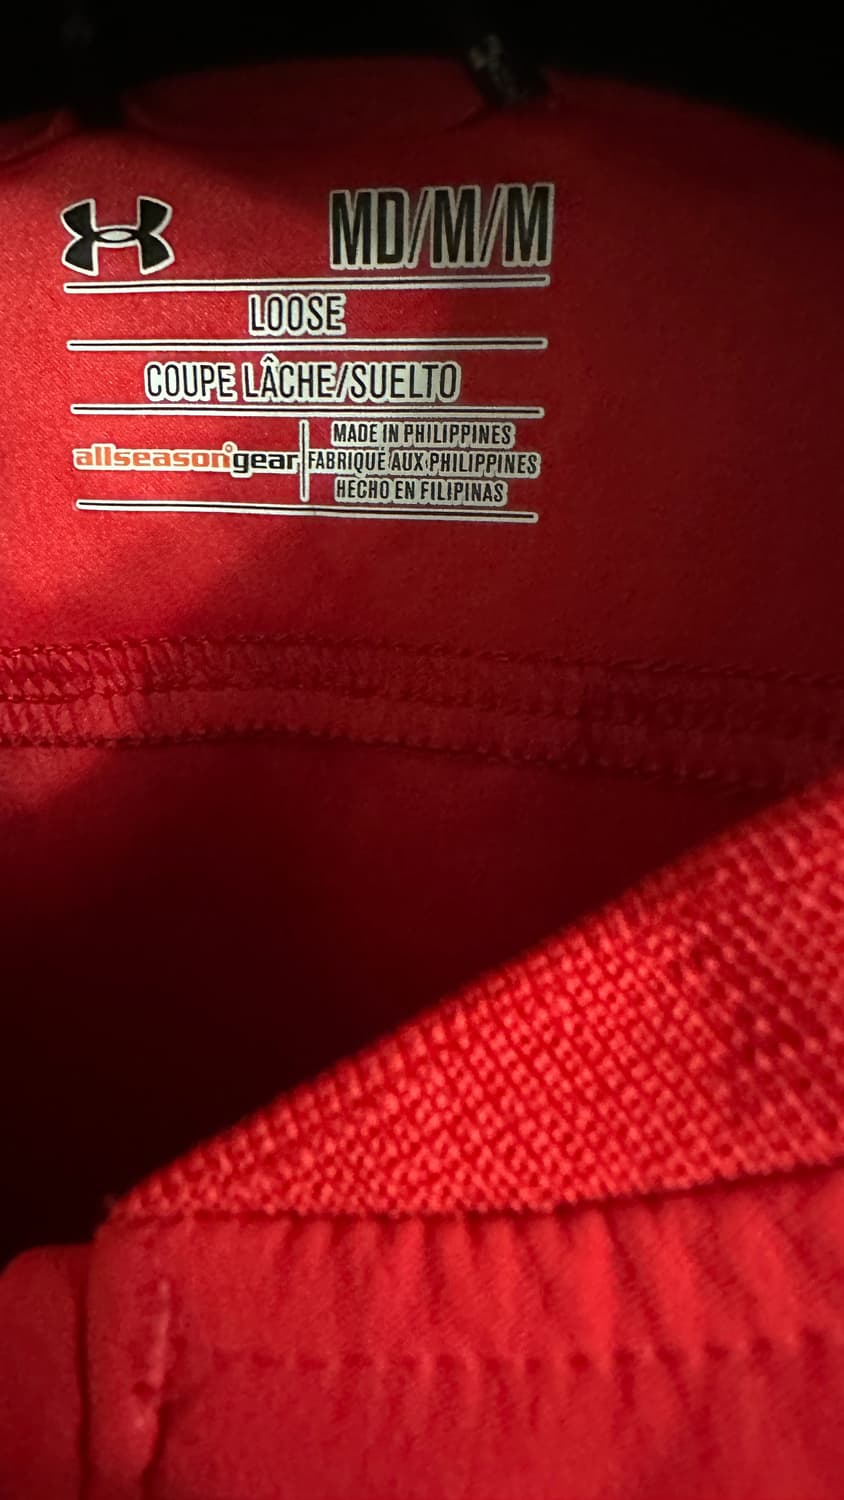 MD/M/M
LOOSE
COUPE LÂCHE/SUELTO
allseasongear
MADE IN PHILIPPINES
FABRIQUÉ AUX PHILIPPINES
HECHO EN FILIPINAS